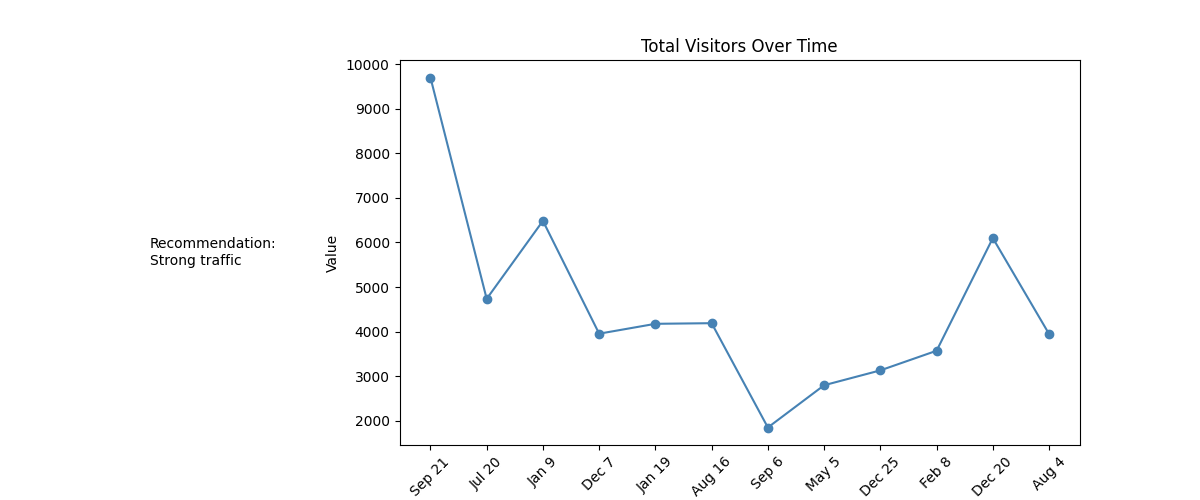 Total Visitors Over Time
Recommendation:
Strong traffic
Value
10000
9000
8000
7000
6000
5000
4000
3000
2000
Sep 21
Jul 20
Jan 9
Dec 7
Jan 19
Aug 16
Sep 6
May 5
Dec 25
Feb 8
Dec 20
Aug 4